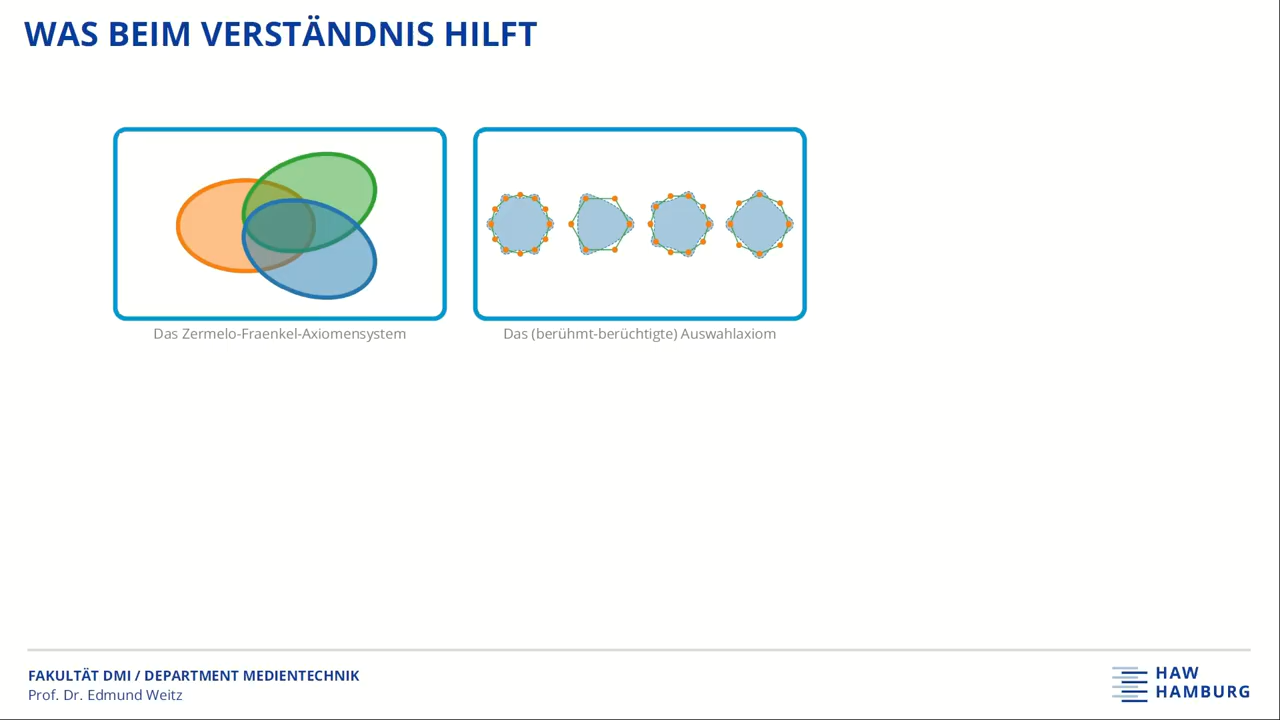 WAS BEIM VERSTÄNDNIS HILFT
Das Zermelo-Fraenkel-Axiomensystem
Das (berühmt-berüchtigte) Auswahlaxiom
FAKULTÄT DMI / DEPARTMENT MEDIENTECHNIK
Prof. Dr. Edmund Weitz
HAW
HAMBURG